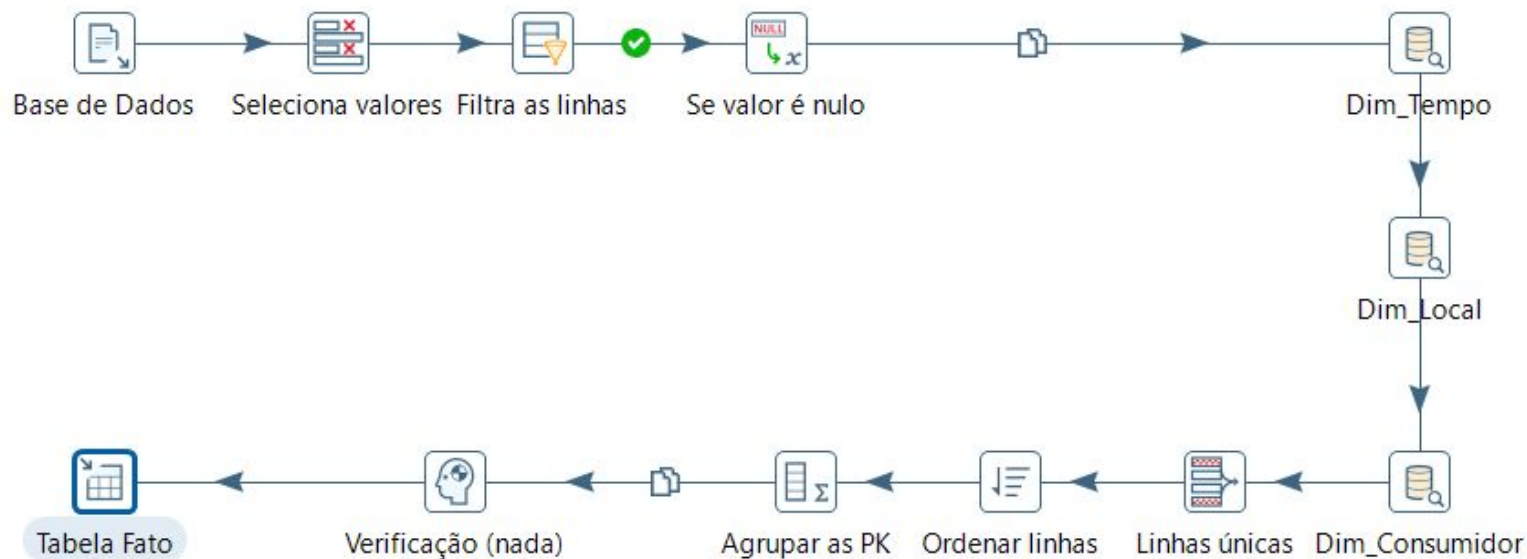 NULL
x
Base de Dados
Seleciona valores
Filtra as linhas
Se valor é nulo
Dim_Tempo
Dim_Local
Σ
Tabela Fato
Verificação (nada)
Agrupar as PK
Ordenar linhas
Linhas únicas
Dim_Consumidor